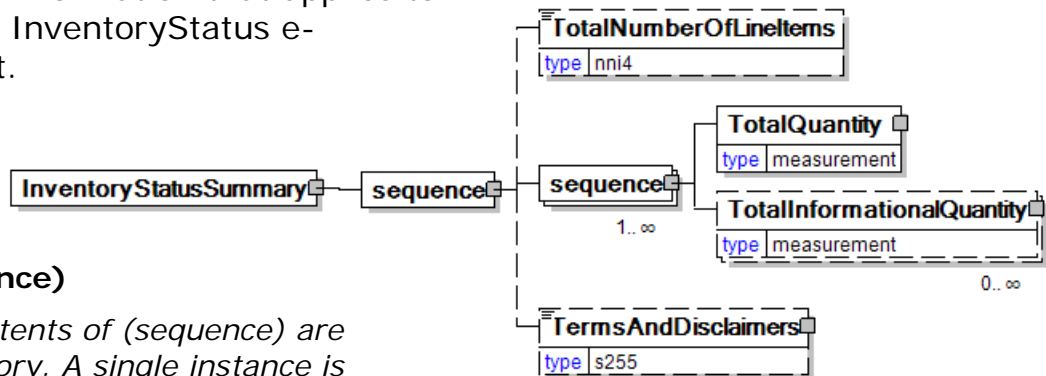 InventoryStatus e-
t.
TotalNumberOfLineItems
type nni4
TotalQuantity
type measurement
InventoryStatusSummary
sequence
sequence
1.. ∞
TotalInformationalQuantity
type measurement
0.. ∞
nce)
tents of (sequence) are
ory. A single instance is
TermsAndDisclaimers
type s255